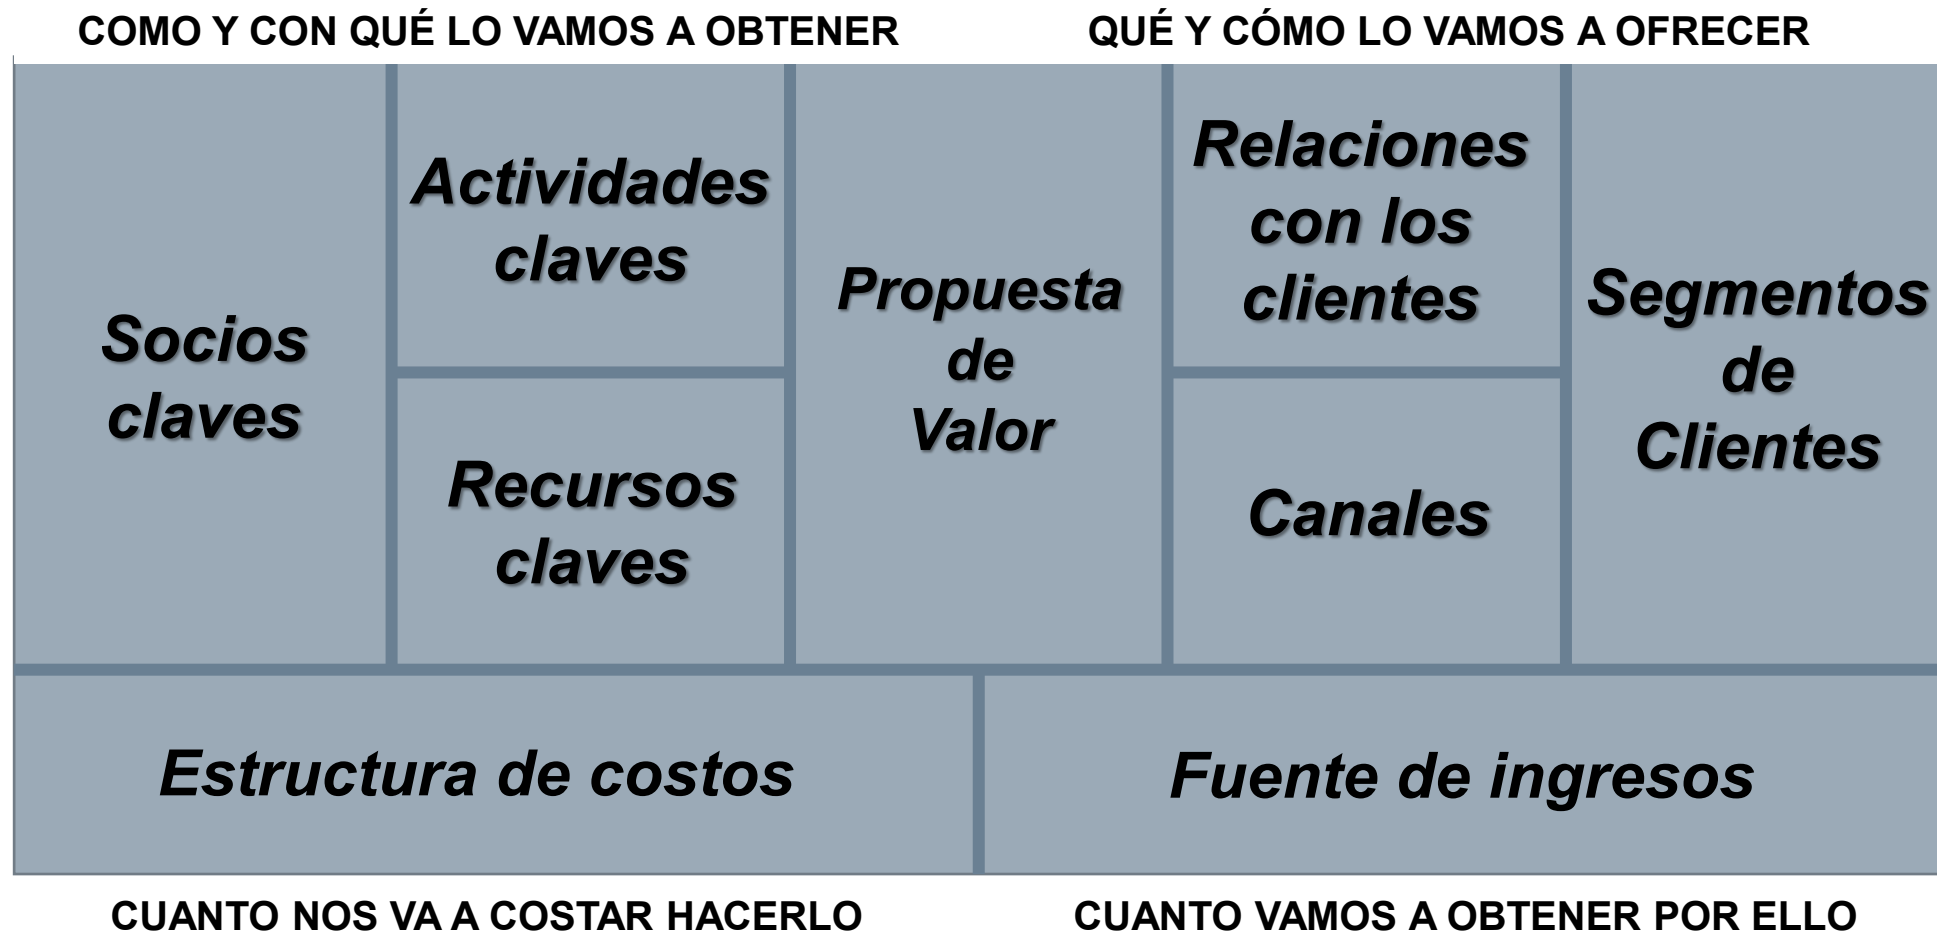 COMO Y CON QUÉ LO VAMOS A OBTENER
QUÉ Y CÓMO LO VAMOS A OFRECER
Socios
claves
Actividades
claves
Recursos
claves
Propuesta
de
Valor
Relaciones
con los
clientes
Canales
Segmentos
de
Clientes
Estructura de costos
Fuente de ingresos
CUANTO NOS VA A COSTAR HACERLO
CUANTO VAMOS A OBTENER POR ELLO